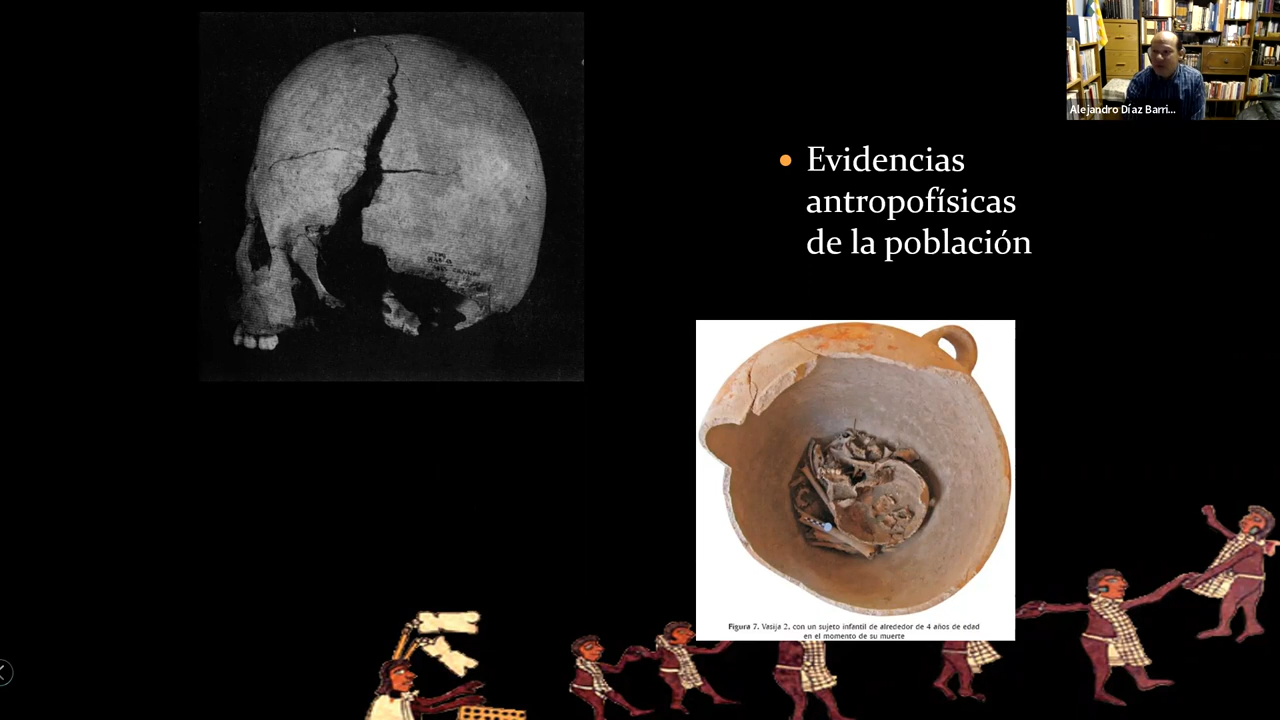 Alejandro Díaz Barri...
• Evidencias
antropofísicas
de la población
Figura 7. Vasija 2, con un sujeto infantil de alrededor de 4 años de edad
en el momento de su muerte